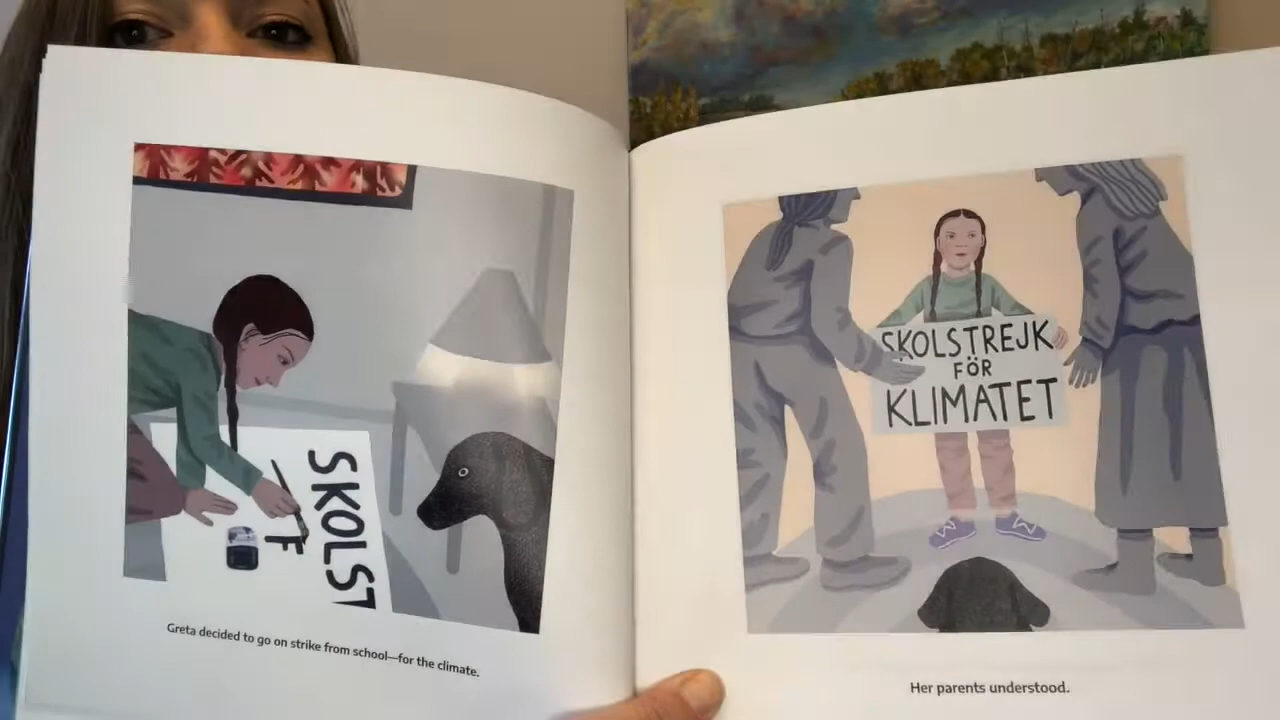 SKOLST
F
Greta decided to go on strike from school—for the climate.
SKOLSTREJK
FÖR
KLIMATET
Her parents understood.